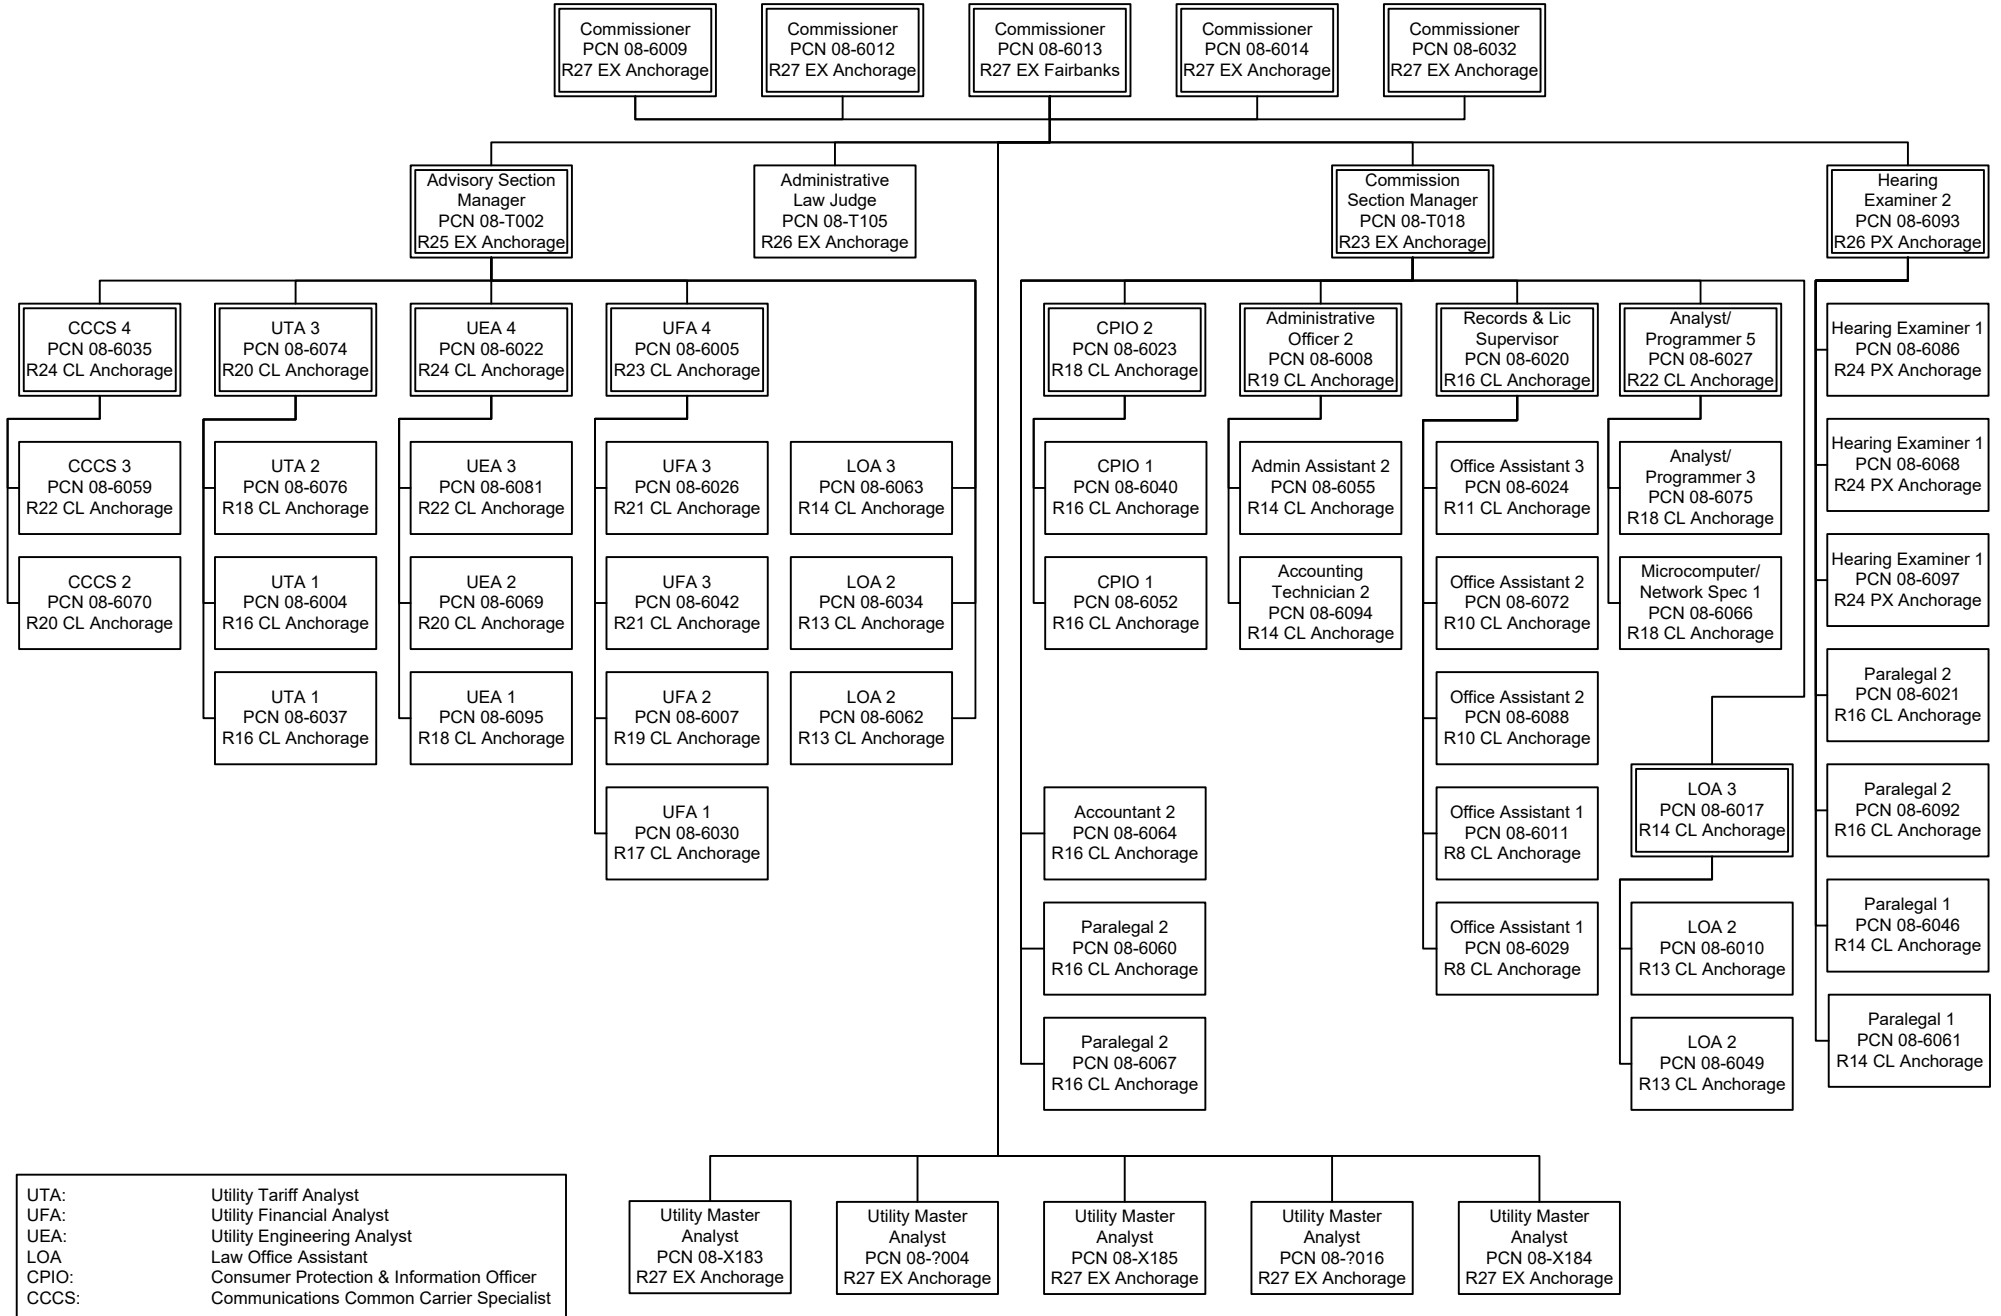 Commissioner
PCN 08-6009
R27 EX Anchorage
Commissioner
PCN 08-6012
R27 EX Anchorage
Commissioner
PCN 08-6013
R27 EX Fairbanks
Commissioner
PCN 08-6014
R27 EX Anchorage
Commissioner
PCN 08-6032
R27 EX Anchorage
Advisory Section
Manager
PCN 08-T002
R25 EX Anchorage
Administrative
Law Judge
PCN 08-T105
R26 EX Anchorage
Commission
Section Manager
PCN 08-T018
R23 EX Anchorage
Hearing
Examiner 2
PCN 08-6093
R26 PX Anchorage
CCCS 4
PCN 08-6035
R24 CL Anchorage
UTA 3
PCN 08-6074
R20 CL Anchorage
UEA 4
PCN 08-6022
R24 CL Anchorage
UFA 4
PCN 08-6005
R23 CL Anchorage
CPIO 2
PCN 08-6023
R18 CL Anchorage
Administrative
Officer 2
PCN 08-6008
R19 CL Anchorage
Records & Lic
Supervisor
PCN 08-6020
R16 CL Anchorage
Analyst/
Programmer 5
PCN 08-6027
R22 CL Anchorage
Hearing Examiner 1
PCN 08-6086
R24 PX Anchorage
CCCS 3
PCN 08-6059
R22 CL Anchorage
UTA 2
PCN 08-6076
R18 CL Anchorage
UEA 3
PCN 08-6081
R22 CL Anchorage
UFA 3
PCN 08-6026
R21 CL Anchorage
LOA 3
PCN 08-6063
R14 CL Anchorage
CPIO 1
PCN 08-6040
R16 CL Anchorage
Admin Assistant 2
PCN 08-6055
R14 CL Anchorage
Office Assistant 3
PCN 08-6024
R11 CL Anchorage
Analyst/
Programmer 3
PCN 08-6075
R18 CL Anchorage
Hearing Examiner 1
PCN 08-6068
R24 PX Anchorage
CCCS 2
PCN 08-6070
R20 CL Anchorage
UTA 1
PCN 08-6004
R16 CL Anchorage
UEA 2
PCN 08-6069
R20 CL Anchorage
UFA 3
PCN 08-6042
R21 CL Anchorage
LOA 2
PCN 08-6034
R13 CL Anchorage
CPIO 1
PCN 08-6052
R16 CL Anchorage
Accounting
Technician 2
PCN 08-6094
R14 CL Anchorage
Office Assistant 2
PCN 08-6072
R10 CL Anchorage
Microcomputer/
Network Spec 1
PCN 08-6066
R18 CL Anchorage
Hearing Examiner 1
PCN 08-6097
R24 PX Anchorage
UTA 1
PCN 08-6037
R16 CL Anchorage
UEA 1
PCN 08-6095
R18 CL Anchorage
UFA 2
PCN 08-6007
R19 CL Anchorage
LOA 2
PCN 08-6062
R13 CL Anchorage
Office Assistant 2
PCN 08-6088
R10 CL Anchorage
Paralegal 2
PCN 08-6021
R16 CL Anchorage
UFA 1
PCN 08-6030
R17 CL Anchorage
Accountant 2
PCN 08-6064
R16 CL Anchorage
Office Assistant 1
PCN 08-6011
R8 CL Anchorage
LOA 3
PCN 08-6017
R14 CL Anchorage
Paralegal 2
PCN 08-6092
R16 CL Anchorage
Paralegal 2
PCN 08-6060
R16 CL Anchorage
Office Assistant 1
PCN 08-6029
R8 CL Anchorage
LOA 2
PCN 08-6010
R13 CL Anchorage
Paralegal 1
PCN 08-6046
R14 CL Anchorage
Paralegal 2
PCN 08-6067
R16 CL Anchorage
LOA 2
PCN 08-6049
R13 CL Anchorage
Paralegal 1
PCN 08-6061
R14 CL Anchorage
UTA: Utility Tariff Analyst
UFA: Utility Financial Analyst
UEA: Utility Engineering Analyst
LOA Law Office Assistant
CPIO: Consumer Protection & Information Officer
CCCS: Communications Common Carrier Specialist
Utility Master
Analyst
PCN 08-X183
R27 EX Anchorage
Utility Master
Analyst
PCN 08-?004
R27 EX Anchorage
Utility Master
Analyst
PCN 08-X185
R27 EX Anchorage
Utility Master
Analyst
PCN 08-?016
R27 EX Anchorage
Utility Master
Analyst
PCN 08-X184
R27 EX Anchorage